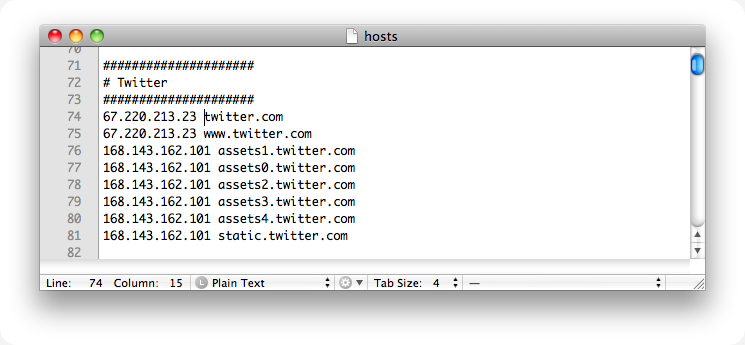 hosts
70
71 #####################
72 # Twitter
73 #####################
74 67.220.213.23 twitter.com
75 67.220.213.23 www.twitter.com
76 168.143.162.101 assets1.twitter.com
77 168.143.162.101 assets0.twitter.com
78 168.143.162.101 assets2.twitter.com
79 168.143.162.101 assets3.twitter.com
80 168.143.162.101 assets4.twitter.com
81 168.143.162.101 static.twitter.com
82
Line: 74 Column: 15 L Plain Text Tab Size: 4 —